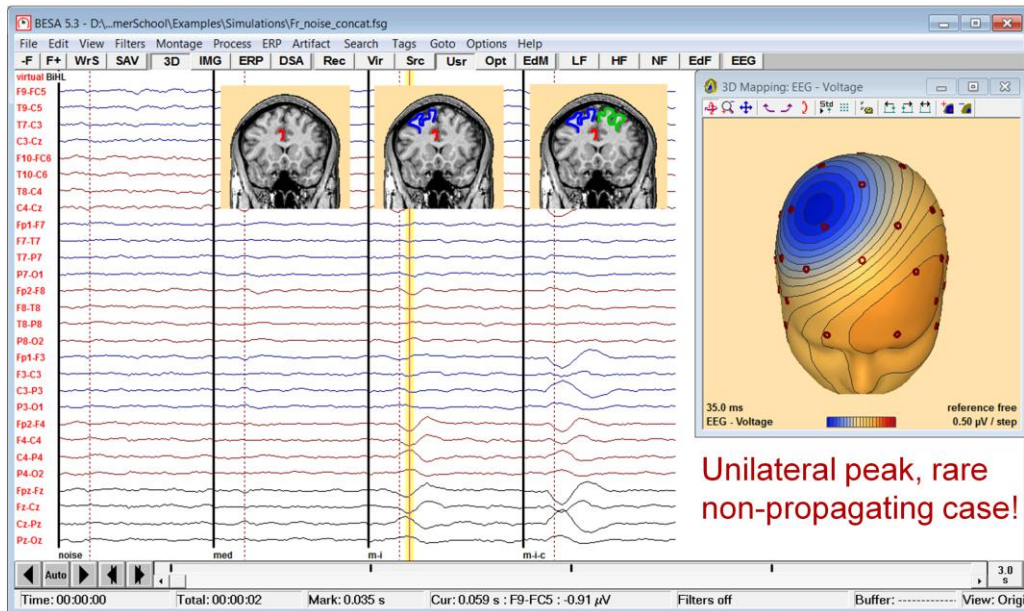 BESA 5.3 - D:\...merSchool\Examples\Simulations\Fr_noise_concat.fsg
File Edit View Filters Montage Process ERP Artifact Search Tags Goto Options Help
-F F+ WrS SAV 3D IMG ERP DSA Rec Vir Src Usr Opt EdM LF HF NF EdF EEG
virtual BiHL
F9-FC5
T9-C5
T7-C3
C3-Cz
F10-FC6
T10-C6
T8-C4
C4-Cz
Fp1-F7
F7-T7
T7-P7
P7-O1
Fp2-F8
F8-T8
T8-P8
P8-O2
Fp1-F3
F3-C3
C3-P3
P3-O1
Fp2-F4
F4-C4
C4-P4
P4-O2
Fpz-Fz
Fz-Cz
Cz-Pz
Pz-Oz
noise med m-i m-i-c
3D Mapping: EEG - Voltage
Std
35.0 ms reference free
EEG - Voltage 0.50 µV / step
Unilateral peak, rare
non-propagating case!
Auto
3.0
s
Time: 00:00:00 Total: 00:00:02 Mark: 0.035 s Cur: 0.059 s : F9-FC5 : -0.91 µV Filters off Buffer: ----------- View: Origi